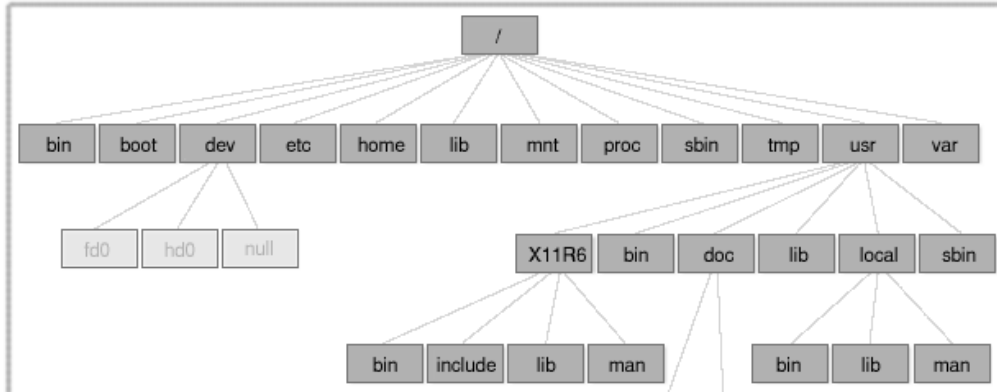 /
bin boot dev etc home lib mnt proc sbin tmp usr var
fd0 hd0 null
X11R6 bin doc lib local sbin
bin include lib man bin lib man